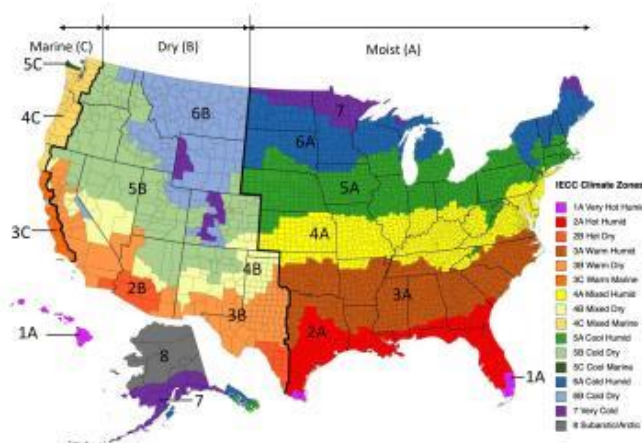 Marine (C) Dry (B) Moist (A)
5C
4C
6B
7
6A
5B
5A
3C
4A
4B
2B
3B
3A
2A
1A
8
7
1A
IECC Climate Zones
1A Very Hot Humid
2A Hot Humid
2B Hot Dry
3A Warm Humid
3B Warm Dry
3C Warm Marine
4A Mixed Humid
4B Mixed Dry
4C Mixed Marine
5A Cool Humid
5B Cold Dry
5C Cool Marine
6A Cold Humid
6B Cold Dry
7 Very Cold
8 Subarctic/Arctic